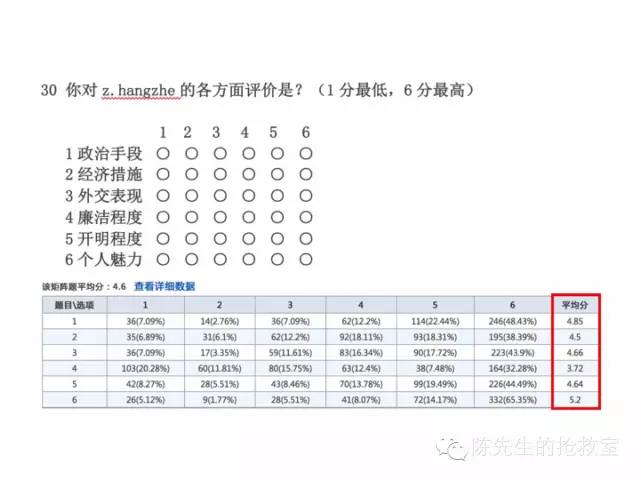 30 你对 z.hangzhe 的各方面评价是？（1 分最低，6 分最高）
1 2 3 4 5 6
1 政治手段
2 经济措施
3 外交表现
4 廉洁程度
5 开明程度
6 个人魅力
该矩阵题平均分：4.6 查看详细数据
题目\选项 1 2 3 4 5 6 平均分
1 36(7.09%) 14(2.76%) 36(7.09%) 62(12.2%) 114(22.44%) 246(48.43%) 4.85
2 35(6.89%) 31(6.1%) 62(12.2%) 92(18.11%) 93(18.31%) 195(38.39%) 4.5
3 36(7.09%) 17(3.35%) 59(11.61%) 83(16.34%) 90(17.72%) 223(43.9%) 4.66
4 103(20.28%) 60(11.81%) 80(15.75%) 63(12.4%) 38(7.48%) 164(32.28%) 3.72
5 42(8.27%) 28(5.51%) 43(8.46%) 70(13.78%) 99(19.49%) 226(44.49%) 4.64
6 26(5.12%) 9(1.77%) 28(5.51%) 41(8.07%) 72(14.17%) 332(65.35%) 5.2
陈先生的抢救室